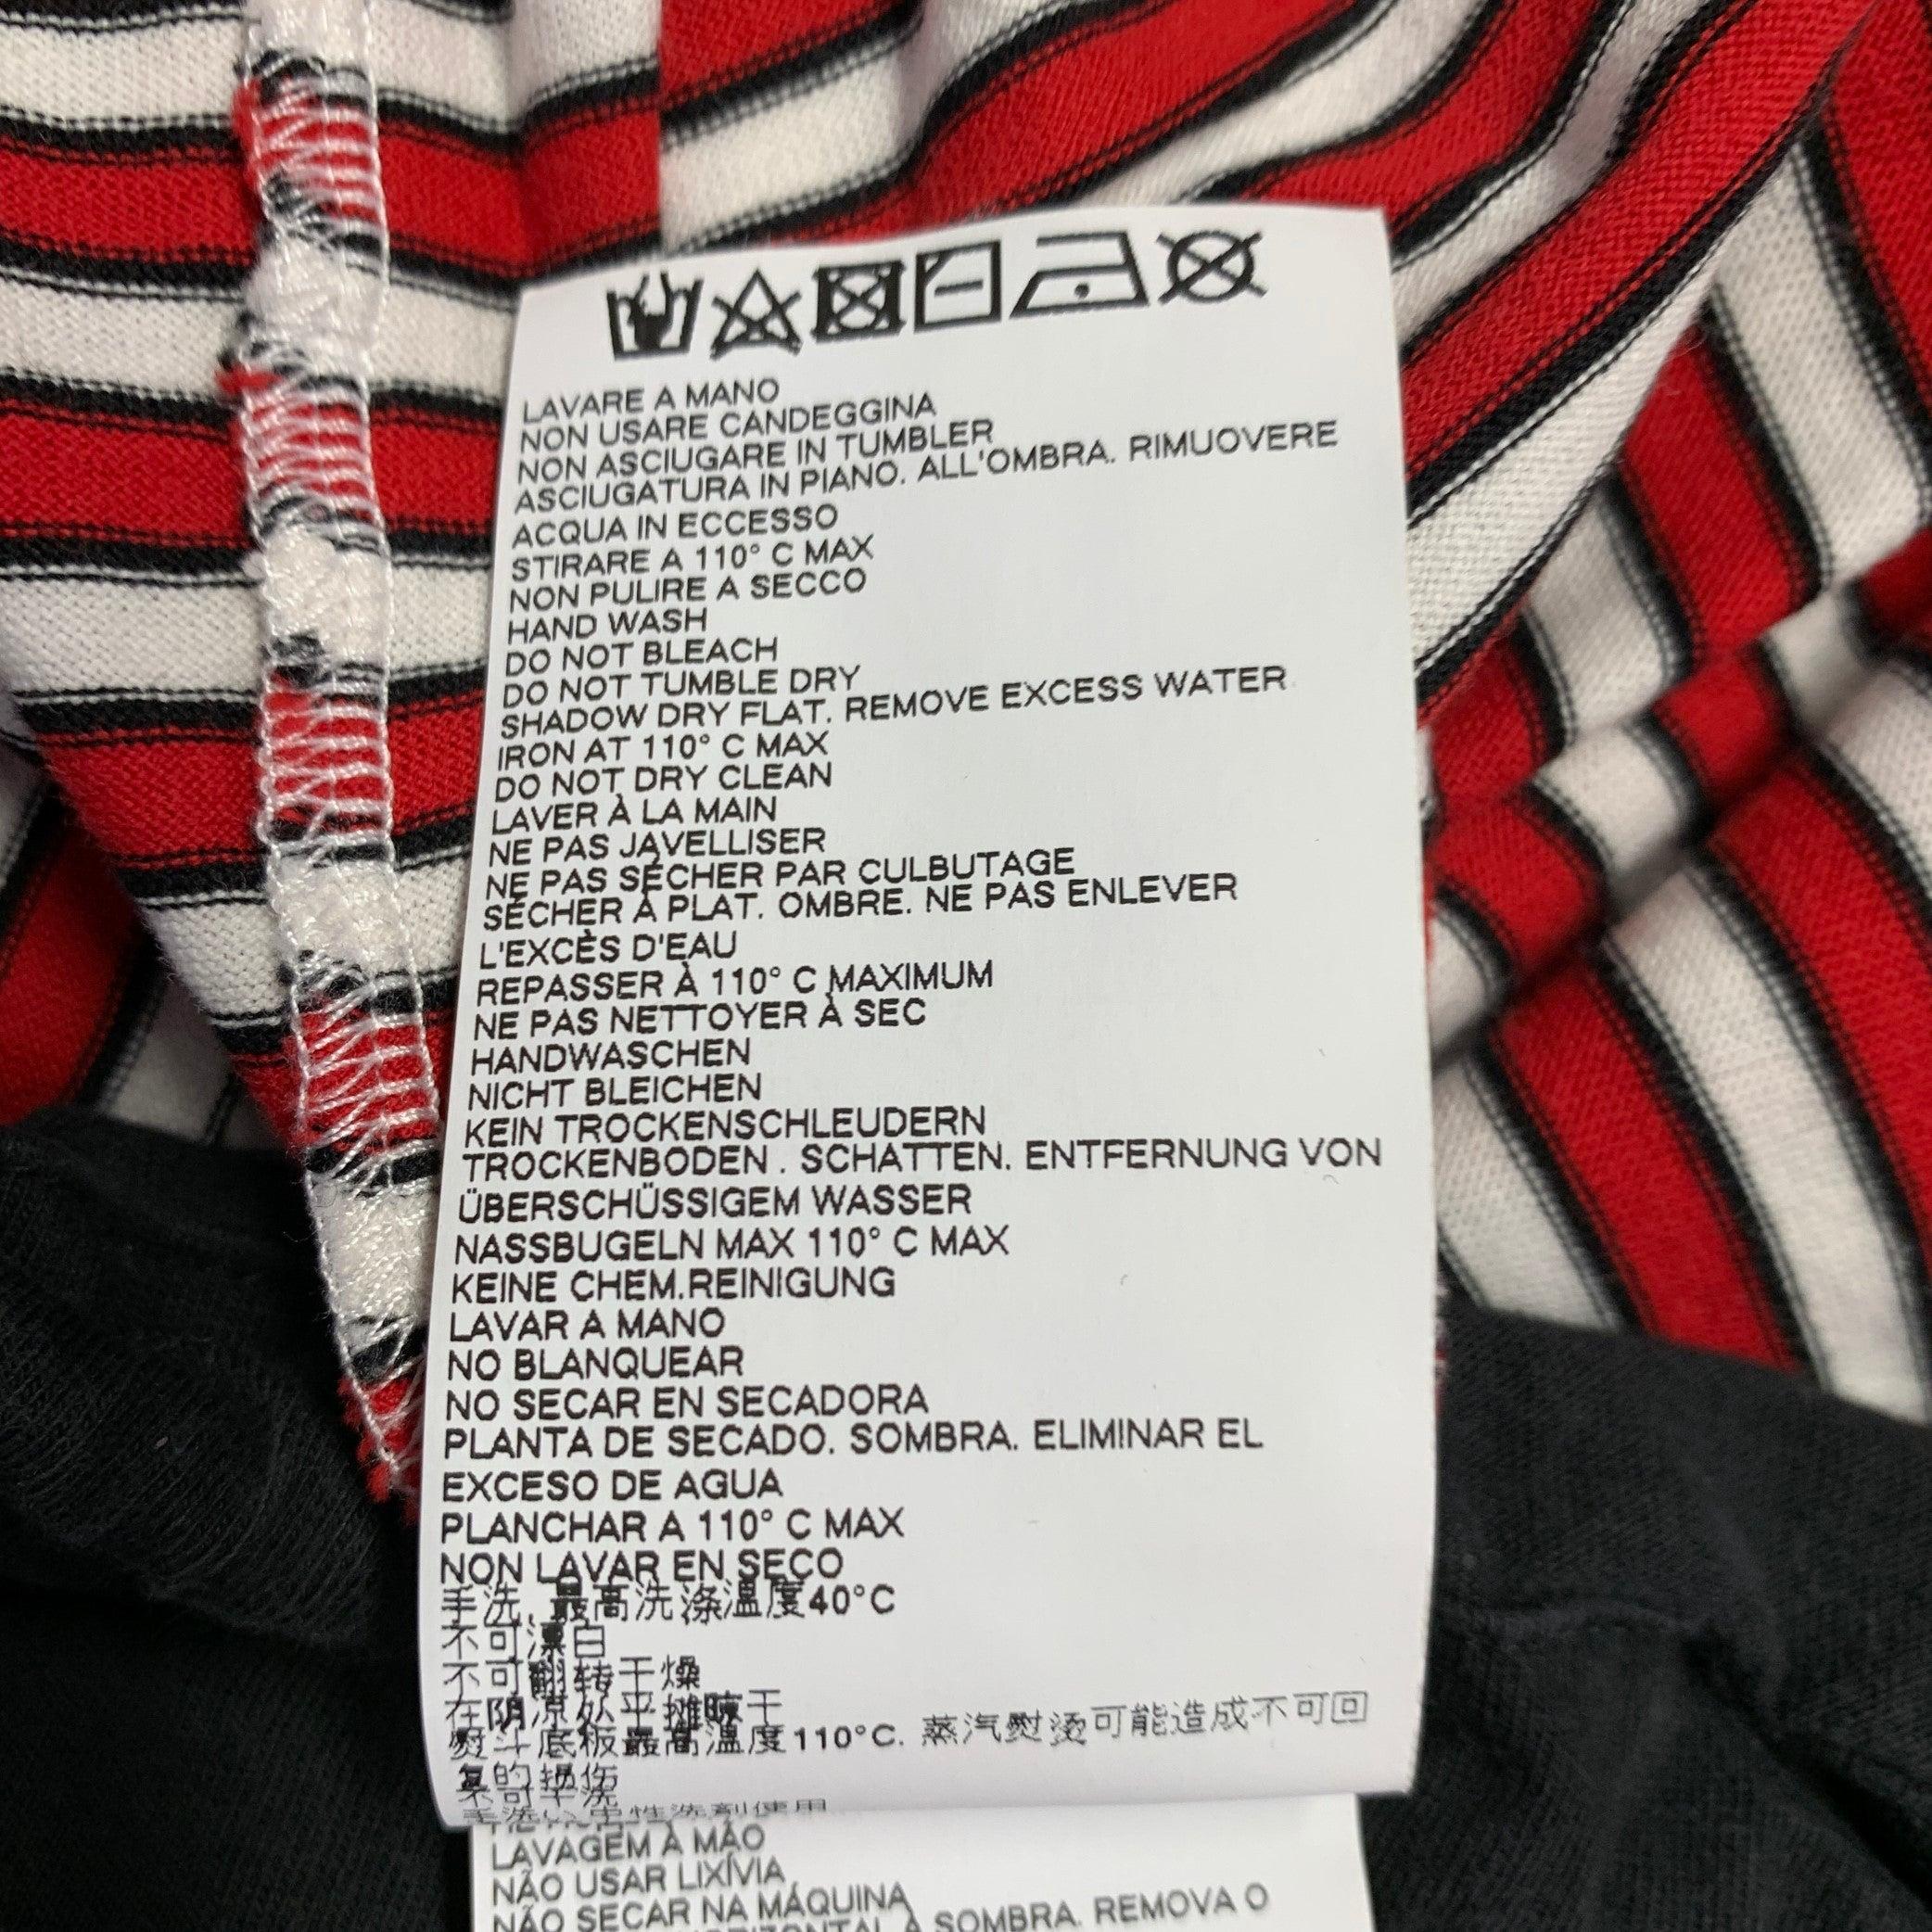 LAVARE A MANO
NON USARE CANDEGGINA
NON ASCIUGARE IN TUMBLER
ASCIUGATURA IN PIANO. ALL'OMBRA. RIMUOVERE
ACQUA IN ECCESSO
STIRARE A 110° C MAX
NON PULIRE A SECCO
HAND WASH
DO NOT BLEACH
DO NOT TUMBLE DRY
SHADOW DRY FLAT. REMOVE EXCESS WATER
IRON AT 110° C MAX
DO NOT DRY CLEAN
LAVER À LA MAIN
NE PAS JAVELLISER
NE PAS SÉCHER PAR CULBUTAGE
SÉCHER À PLAT. OMBRE. NE PAS ENLEVER
L'EXCÈS D'EAU
REPASSER À 110° C MAXIMUM
NE PAS NETTOYER À SEC
HANDWASCHEN
NICHT BLEICHEN
KEIN TROCKENSCHLEUDERN
TROCKENBODEN . SCHATTEN. ENTFERNUNG VON
ÜBERSCHÜSSIGEM WASSER
NASSBUGELN MAX 110° C MAX
KEINE CHEM.REINIGUNG
LAVAR A MANO
NO BLANQUEAR
NO SECAR EN SECADORA
PLANTA DE SECADO. SOMBRA. ELIMINAR EL
EXCESO DE AGUA
PLANCHAR A 110° C MAX
NON LAVAR EN SECO
手洗, 最高洗涤温度40°C
不可漂白
不可翻转干燥
在阴凉处平摊晾干
熨斗底板最高温度110°C. 蒸汽熨烫可能造成不可回
复的损伤
不可干洗
LAVAGEM À MÃO
NÃO USAR LIXÍVIA
NÃO SECAR NA MÁQUINA
À SOMBRA. REMOVA O